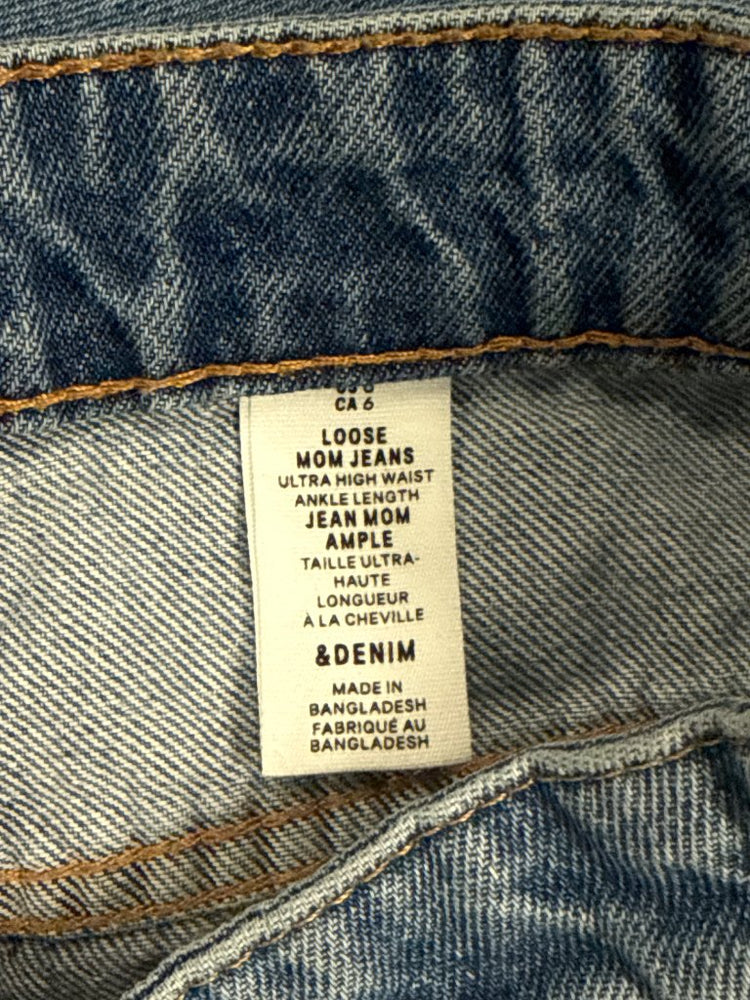 CA 6
LOOSE
MOM JEANS
ULTRA HIGH WAIST
ANKLE LENGTH
JEAN MOM
AMPLE
TAILLE ULTRA-
HAUTE
LONGUEUR
À LA CHEVILLE
&DENIM
MADE IN
BANGLADESH
FABRIQUÉ AU
BANGLADESH